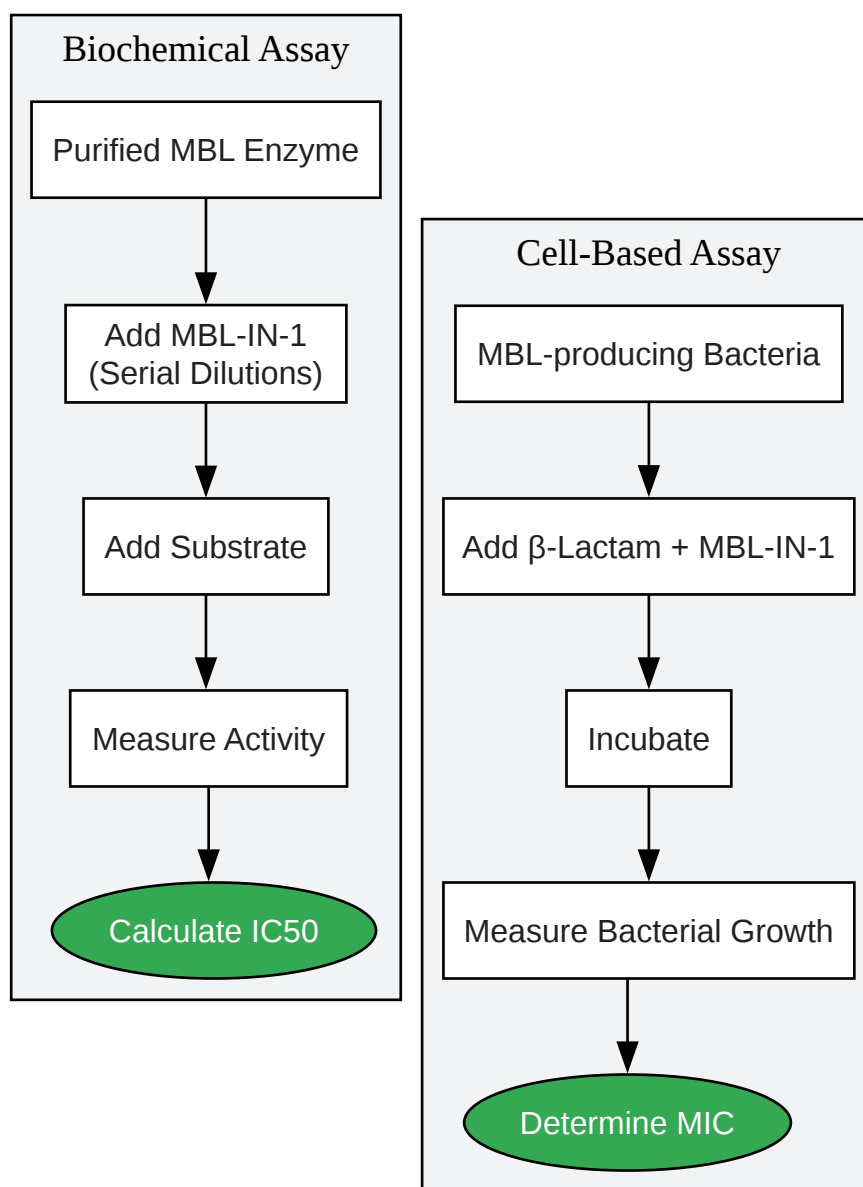 Biochemical Assay
Purified MBL Enzyme
Add MBL-IN-1
(Serial Dilutions)
Add Substrate
Measure Activity
Calculate IC50
Cell-Based Assay
MBL-producing Bacteria
Add β-Lactam + MBL-IN-1
Incubate
Measure Bacterial Growth
Determine MIC